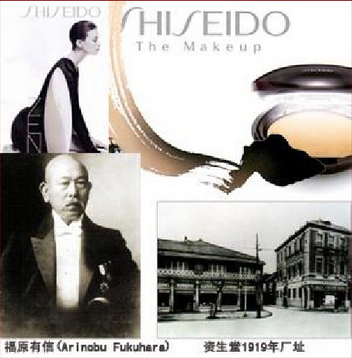 SHISEIDO
SHISEIDO
The Makeup
ZEN
福原有信(Arinobu Fukuhara)
资生堂1919年厂址